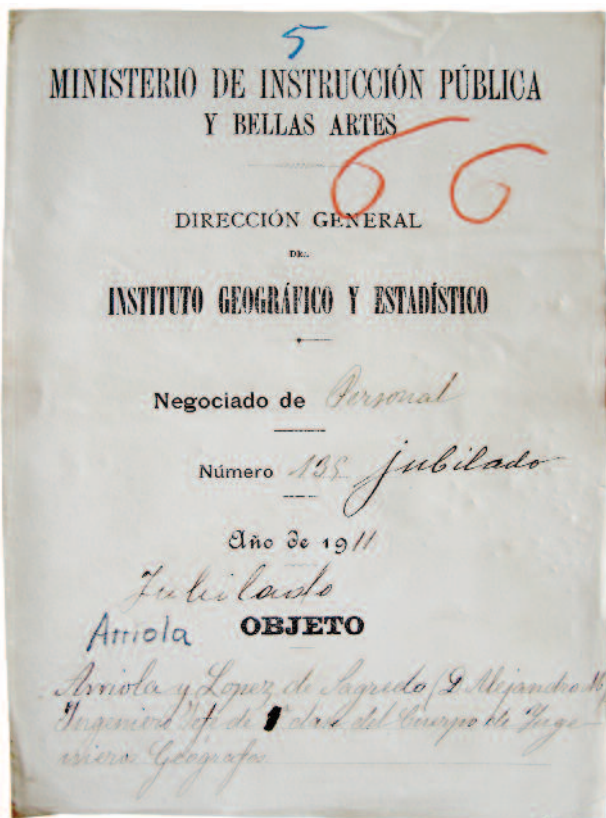 5
MINISTERIO DE INSTRUCCIÓN PÚBLICA
Y BELLAS ARTES
66
DIRECCIÓN GENERAL
DEL
INSTITUTO GEOGRÁFICO Y ESTADÍSTICO
Negociado de Personal
Número 135 jubilado
Año de 1911
Jubilado
Arriola
OBJETO
Arriola y Lopez de Sagredo (D. Alejandro M.)
Ingeniero Jefe de 1ª clase del Cuerpo de Inge-
nieros Geografos